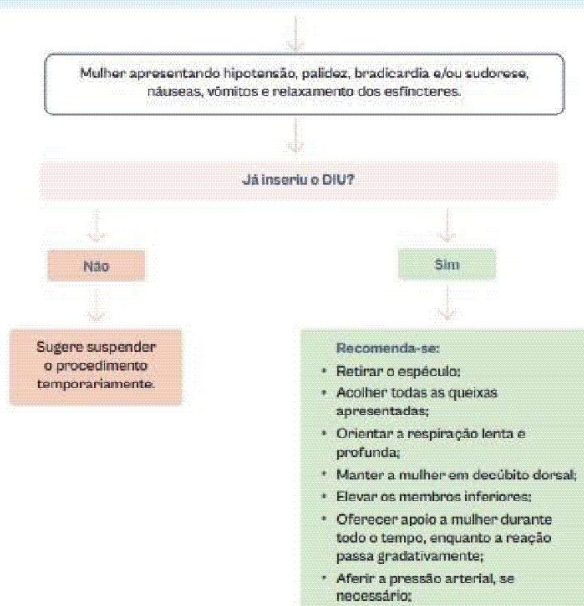 Mulher apresentando hipotensão, palidez, bradicardia e/ou sudorese,
náuseas, vômitos e relaxamento dos esfíncteres.
Já inseriu o DIU?
Não
Sim
Sugere suspender
o procedimento
temporariamente.
Recomenda-se:
• Retirar o espéculo;
• Acolher todas as queixas
apresentadas;
• Orientar a respiração lenta e
profunda;
• Manter a mulher em decúbito dorsal;
• Elevar os membros inferiores;
• Oferecer apoio a mulher durante
todo o tempo, enquanto a reação
passa gradativamente;
• Aferir a pressão arterial, se
necessário;